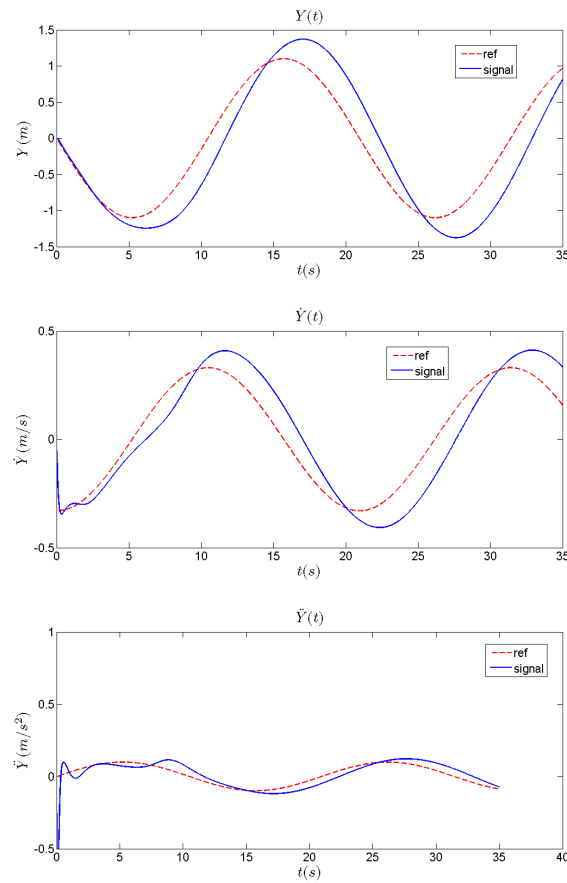 Y(t)
1.5
1
0.5
0
-0.5
-1
-1.5
Y (m)
ref
signal
0 5 10 15 20 25 30 35
t(s)
Ẏ(t)
0.5
0
-0.5
Ẏ (m/s)
ref
signal
0 5 10 15 20 25 30 35
t(s)
Ÿ(t)
1
0.5
0
-0.5
Ÿ (m/s²)
ref
signal
0 5 10 15 20 25 30 35 40
t(s)